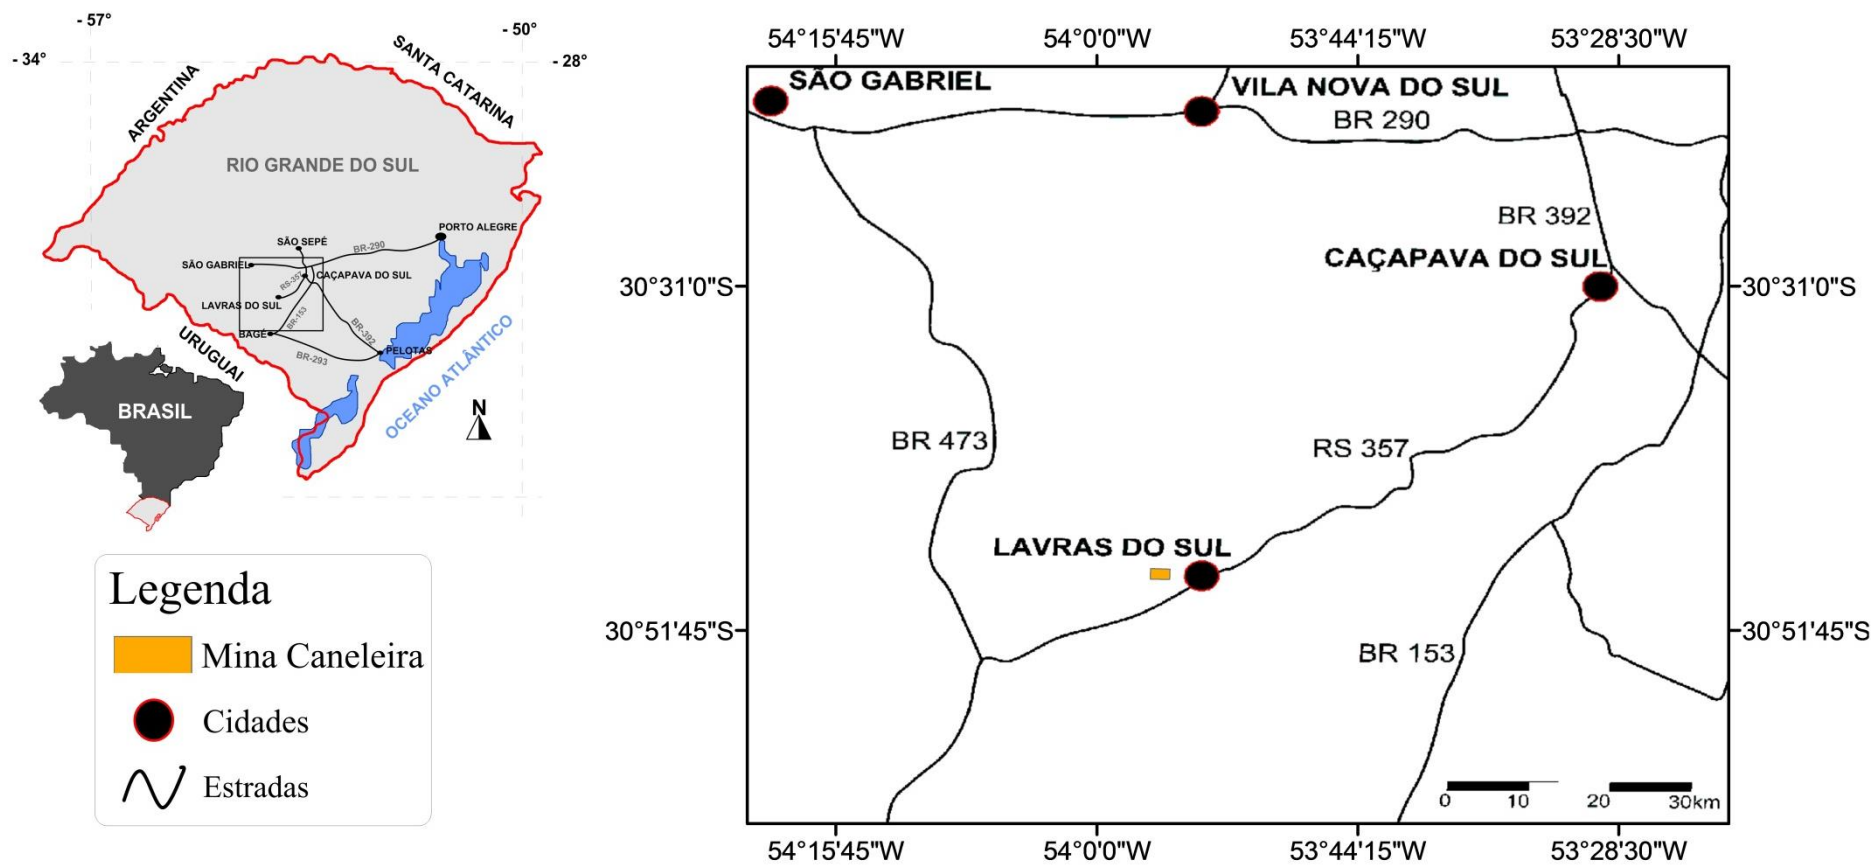 - 57°
- 50°
- 34°
- 28°
ARGENTINA
SANTA CATARINA
RIO GRANDE DO SUL
PORTO ALEGRE
SÃO SEPÉ
BR-290
SÃO GABRIEL
CAÇAPAVA DO SUL
RS-357
LAVRAS DO SUL
BR-153
BAGÉ
BR-392
PELOTAS
BR-293
URUGUAI
OCEANO ATLÂNTICO
N
BRASIL
Legenda
Mina Caneleira
Cidades
Estradas
54°15'45"W 54°0'0"W 53°44'15"W 53°28'30"W
SÃO GABRIEL
VILA NOVA DO SUL
BR 290
BR 392
CAÇAPAVA DO SUL
30°31'0"S 30°31'0"S
BR 473
RS 357
LAVRAS DO SUL
30°51'45"S 30°51'45"S
BR 153
0 10 20 30km
54°15'45"W 54°0'0"W 53°44'15"W 53°28'30"W